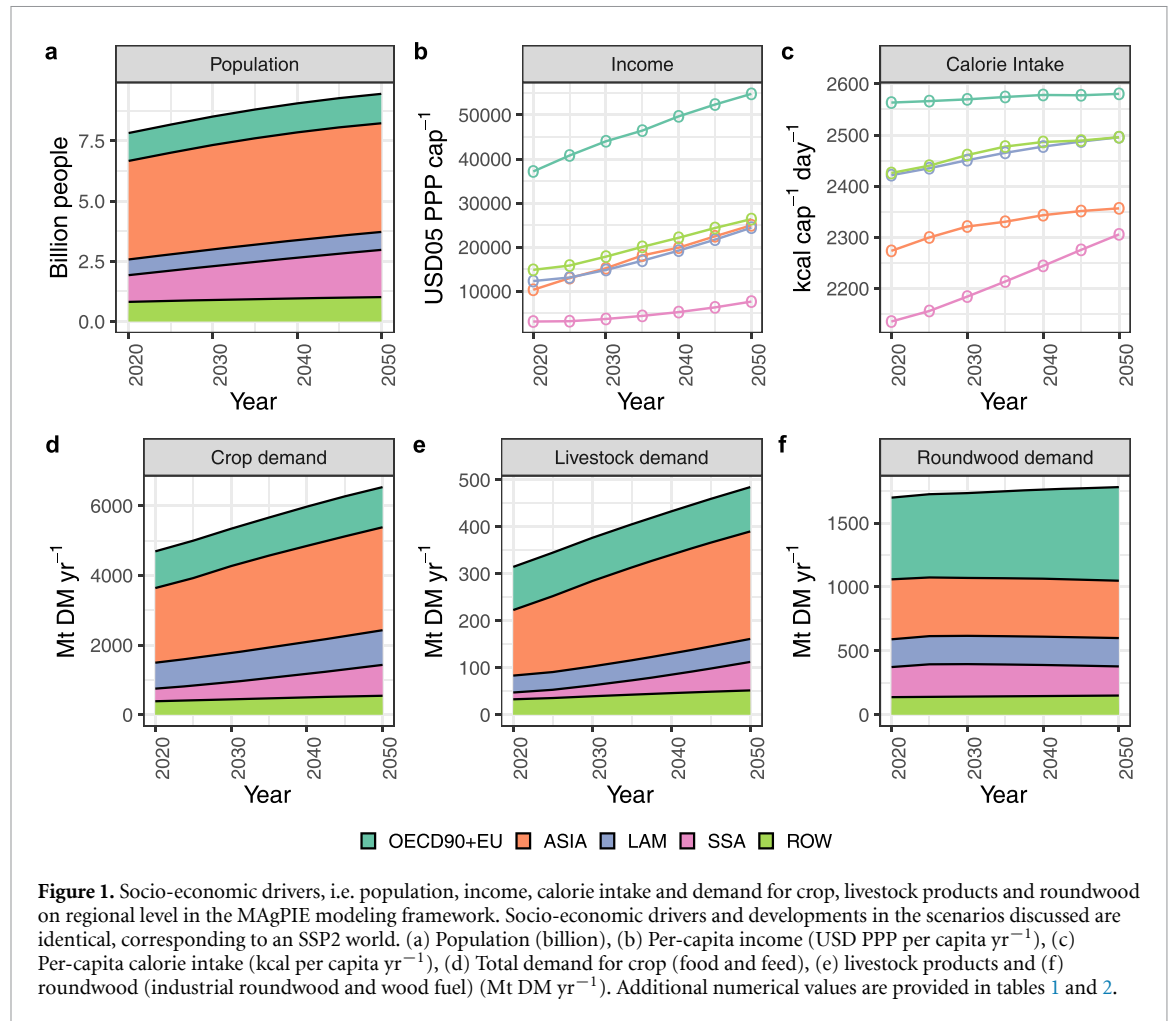 a
Population
Billion people
7.5
5.0
2.5
0.0
2020
2030
2040
2050
Year
b
Income
USD05 PPP cap⁻¹
50000
40000
30000
20000
10000
2020
2030
2040
2050
Year
c
Calorie Intake
kcal cap⁻¹ day⁻¹
2600
2500
2400
2300
2200
2020
2030
2040
2050
Year
d
Crop demand
Mt DM yr⁻¹
6000
4000
2000
0
2020
2030
2040
2050
Year
e
Livestock demand
Mt DM yr⁻¹
500
400
300
200
100
0
2020
2030
2040
2050
Year
f
Roundwood demand
Mt DM yr⁻¹
1500
1000
500
0
2020
2030
2040
2050
Year
OECD90+EU ASIA LAM SSA ROW
Figure 1. Socio-economic drivers, i.e. population, income, calorie intake and demand for crop, livestock products and roundwood
on regional level in the MAgPIE modeling framework. Socio-economic drivers and developments in the scenarios discussed are
identical, corresponding to an SSP2 world. (a) Population (billion), (b) Per-capita income (USD PPP per capita yr⁻¹), (c)
Per-capita calorie intake (kcal per capita yr⁻¹), (d) Total demand for crop (food and feed), (e) livestock products and (f)
roundwood (industrial roundwood and wood fuel) (Mt DM yr⁻¹). Additional numerical values are provided in tables 1 and 2.